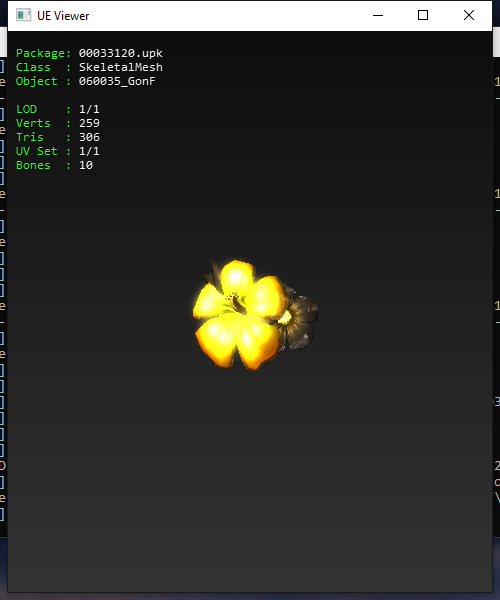 UE Viewer
Package: 00033120.upk
Class  : SkeletalMesh
Object : 060035_GonF
LOD    : 1/1
Verts  : 259
Tris   : 306
UV Set : 1/1
Bones  : 10